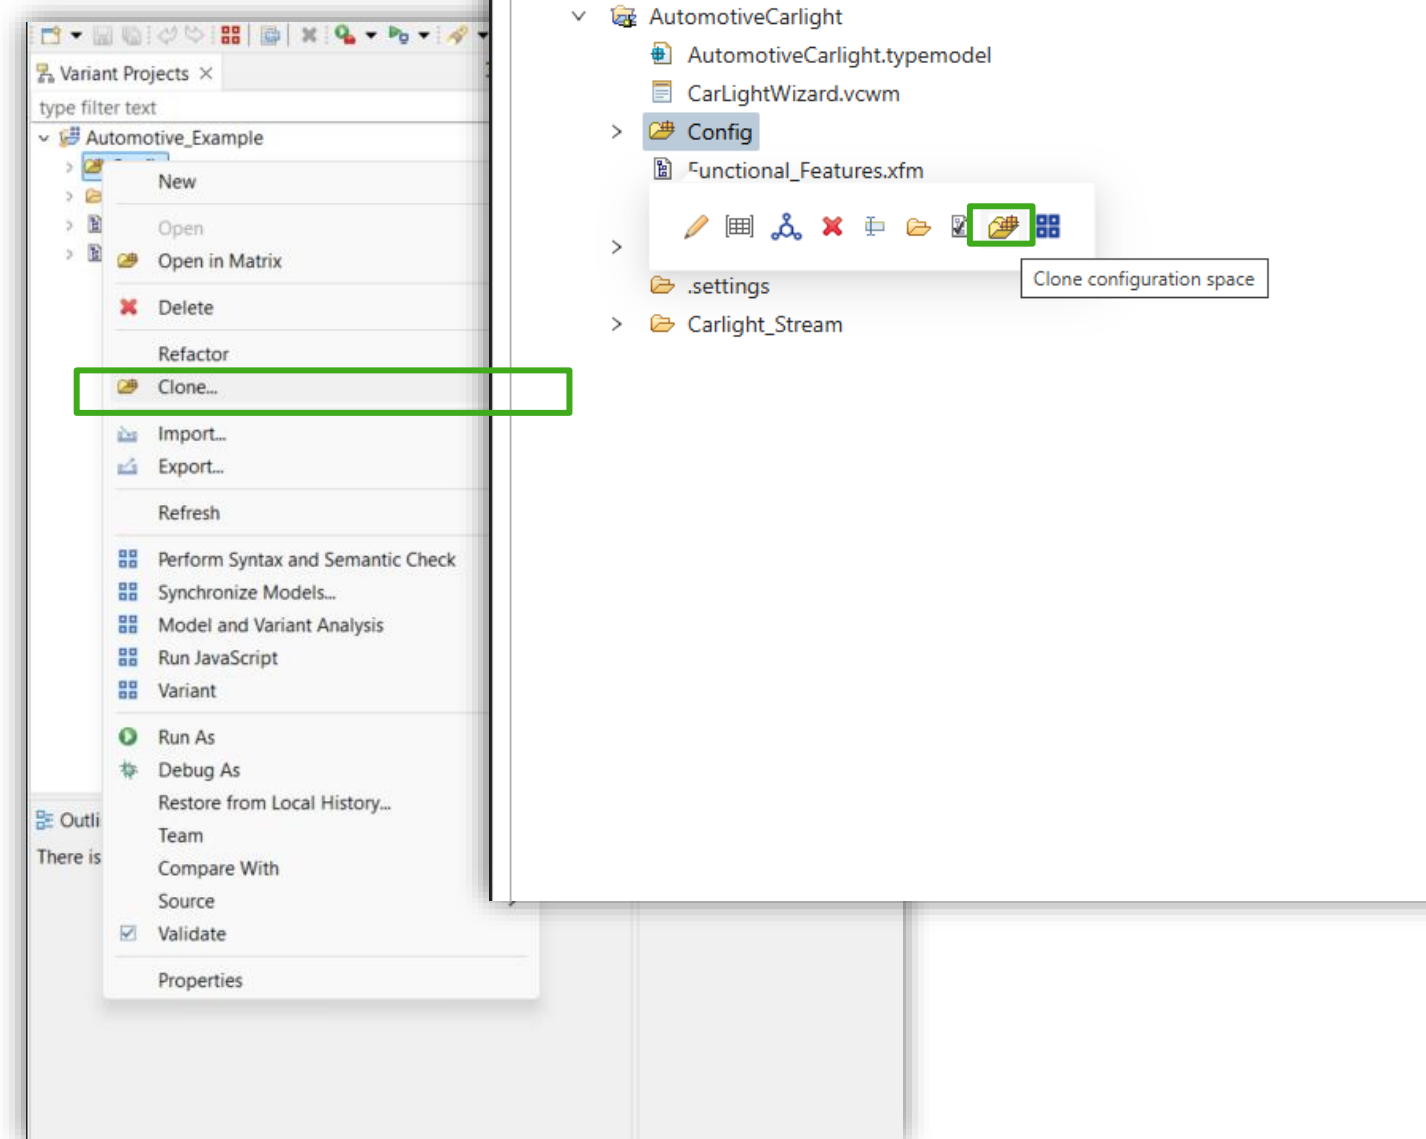 Variant Projects
type filter text
Automotive_Example
New
Open
Open in Matrix
Delete
Refactor
Clone...
Import...
Export...
Refresh
Perform Syntax and Semantic Check
Synchronize Models...
Model and Variant Analysis
Run JavaScript
Variant
Run As
Debug As
Restore from Local History...
Team
Compare With
Source
Validate
Properties
Outli
There is
AutomotiveCarlight
AutomotiveCarlight.typemodel
CarLightWizard.vcwm
Config
Functional_Features.xfm
Clone configuration space
.settings
Carlight_Stream